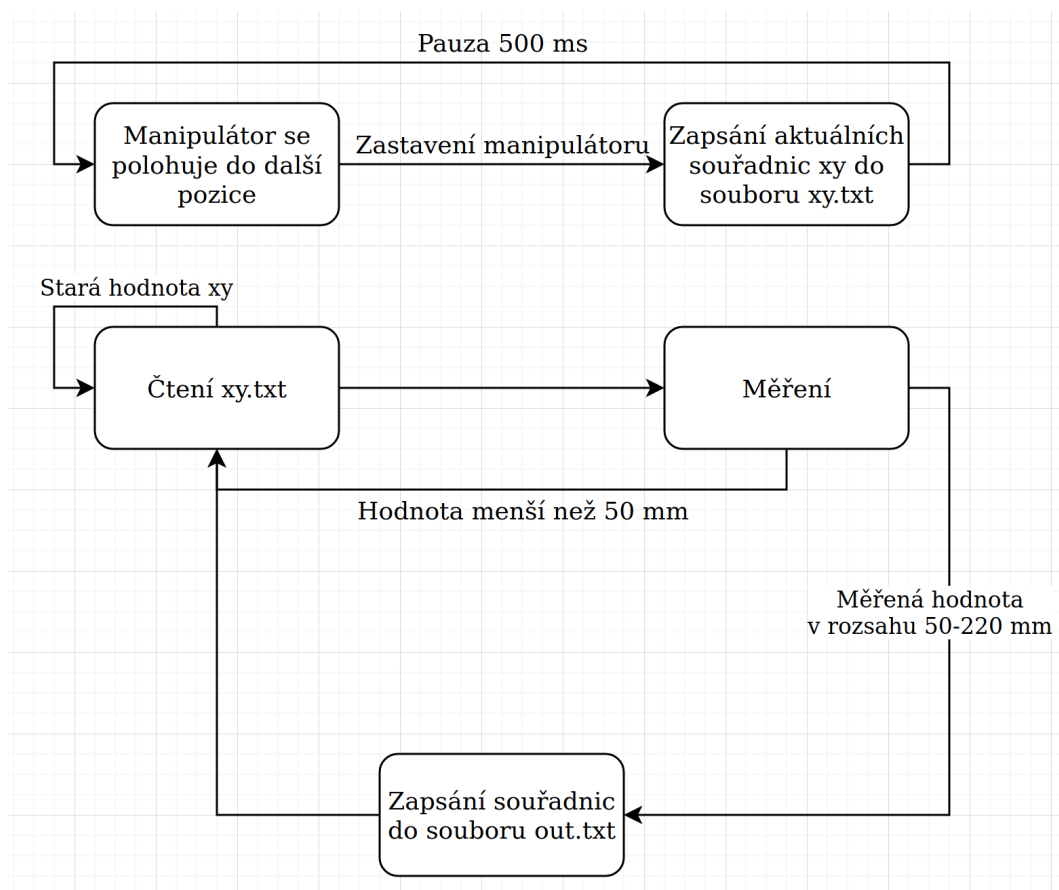 Pauza 500 ms
Manipulátor se
polohuje do další
pozice
Zastavení manipulátoru
Zapsání aktuálních
souřadnic xy do
souboru xy.txt
Stará hodnota xy
Čtení xy.txt
Měření
Hodnota menší než 50 mm
Měřená hodnota
v rozsahu 50-220 mm
Zapsání souřadnic
do souboru out.txt